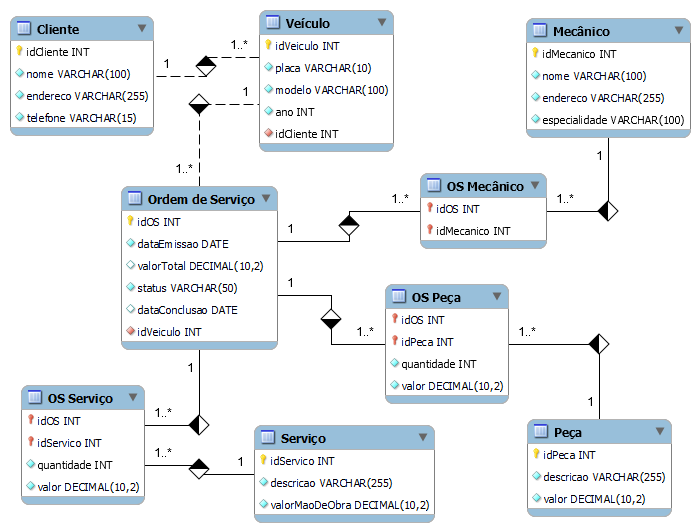 Cliente
idCliente INT
nome VARCHAR(100)
endereco VARCHAR(255)
telefone VARCHAR(15)
1
1..*
Veículo
idVeiculo INT
placa VARCHAR(10)
modelo VARCHAR(100)
ano INT
idCliente INT
1
1..*
Mecânico
idMecanico INT
nome VARCHAR(100)
endereco VARCHAR(255)
especialidade VARCHAR(100)
1
1..*
OS Mecânico
idOS INT
idMecanico INT
1..*
1
Ordem de Serviço
idOS INT
dataEmissao DATE
valorTotal DECIMAL(10,2)
status VARCHAR(50)
dataConclusao DATE
idVeiculo INT
1
1..*
OS Peça
idOS INT
idPeca INT
quantidade INT
valor DECIMAL(10,2)
1..*
1
1
1..*
OS Serviço
idOS INT
idServico INT
quantidade INT
valor DECIMAL(10,2)
1..*
1
Serviço
idServico INT
descricao VARCHAR(255)
valorMaoDeObra DECIMAL(10,2)
Peça
idPeca INT
descricao VARCHAR(255)
valor DECIMAL(10,2)